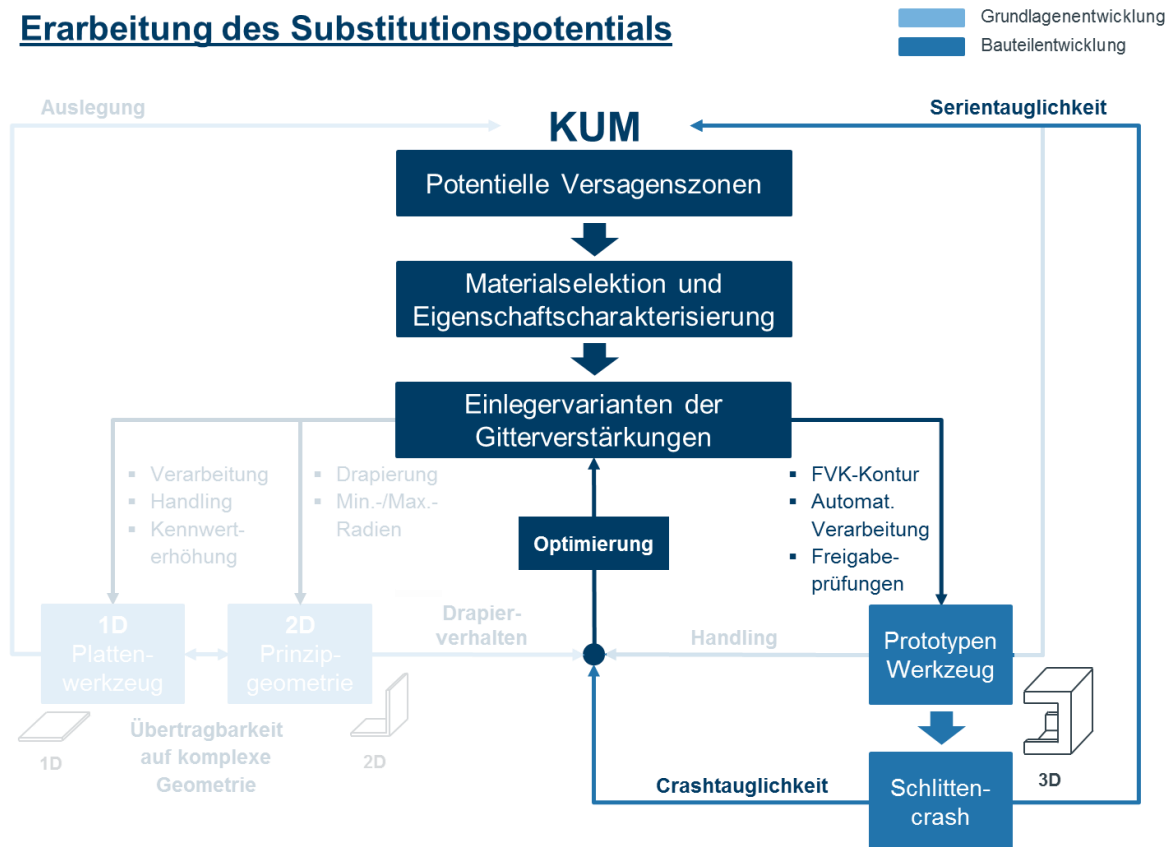 Erarbeitung des Substitutionspotentials
Grundlagenentwicklung
Bauteilentwicklung
Auslegung
Serientauglichkeit
KUM
Potentielle Versagenszonen
Materialselektion und
Eigenschaftscharakterisierung
Einlegervarianten der
Gitterverstärkungen
▪ Verarbeitung
▪ Handling
▪ Kennwert-
erhöhung
▪ Drapierung
▪ Min.-/Max.-
Radien
Optimierung
▪ FVK-Kontur
▪ Automat.
Verarbeitung
▪ Freigabe-
prüfungen
1D
Platten-
werkzeug
2D
Prinzip-
geometrie
Drapier-
verhalten
Handling
Prototypen
Werkzeug
1D
Übertragbarkeit
auf komplexe
Geometrie
2D
3D
Crashtauglichkeit
Schlitten-
crash